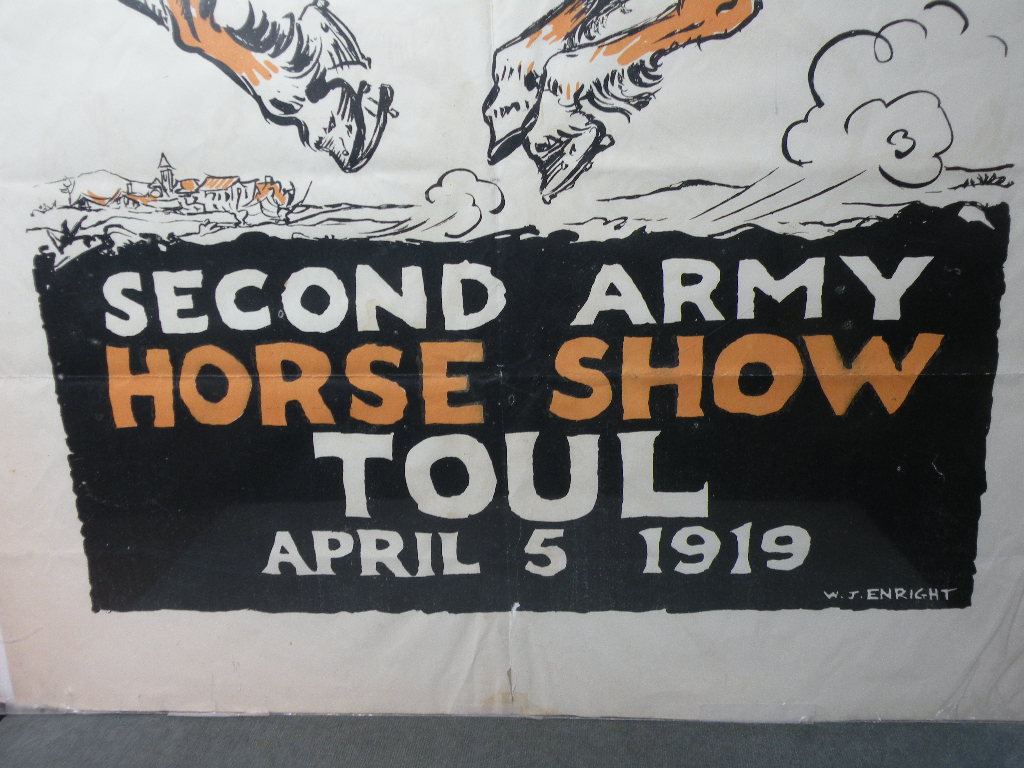 SECOND ARMY
HORSE SHOW
TOUL
APRIL 5 1919
W. J. ENRIGHT